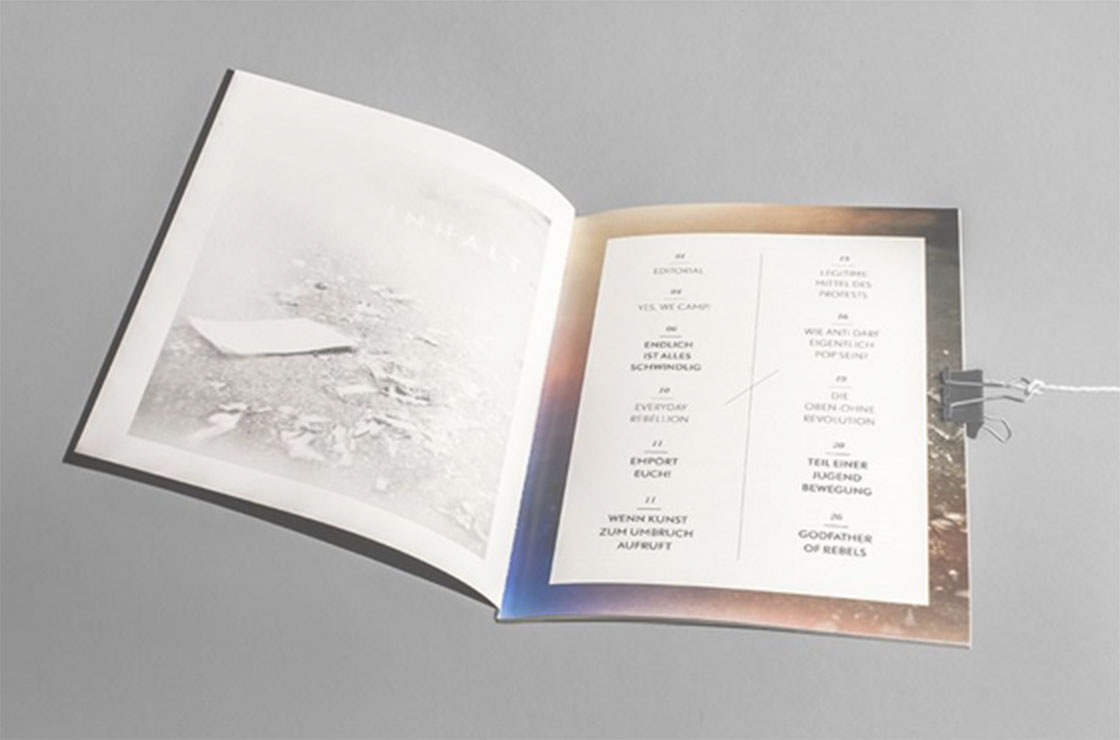 INHALT
03
EDITORIAL
04
YES, WE CAMP!
06
ENDLICH
IST ALLES
SCHWINDLIG
10
EVERYDAY
REBELLION
11
EMPÖRT
EUCH!
12
WENN KUNST
ZUM UMBRUCH
AUFRUFT
15
LEGITIME
MITTEL DES
PROTESTS
16
WIE ANTI DARF
EIGENTLICH
POP SEIN?
19
DIE
OBEN-OHNE
REVOLUTION
20
TEIL EINER
JUGEND
BEWEGUNG
26
GODFATHER
OF REBELS